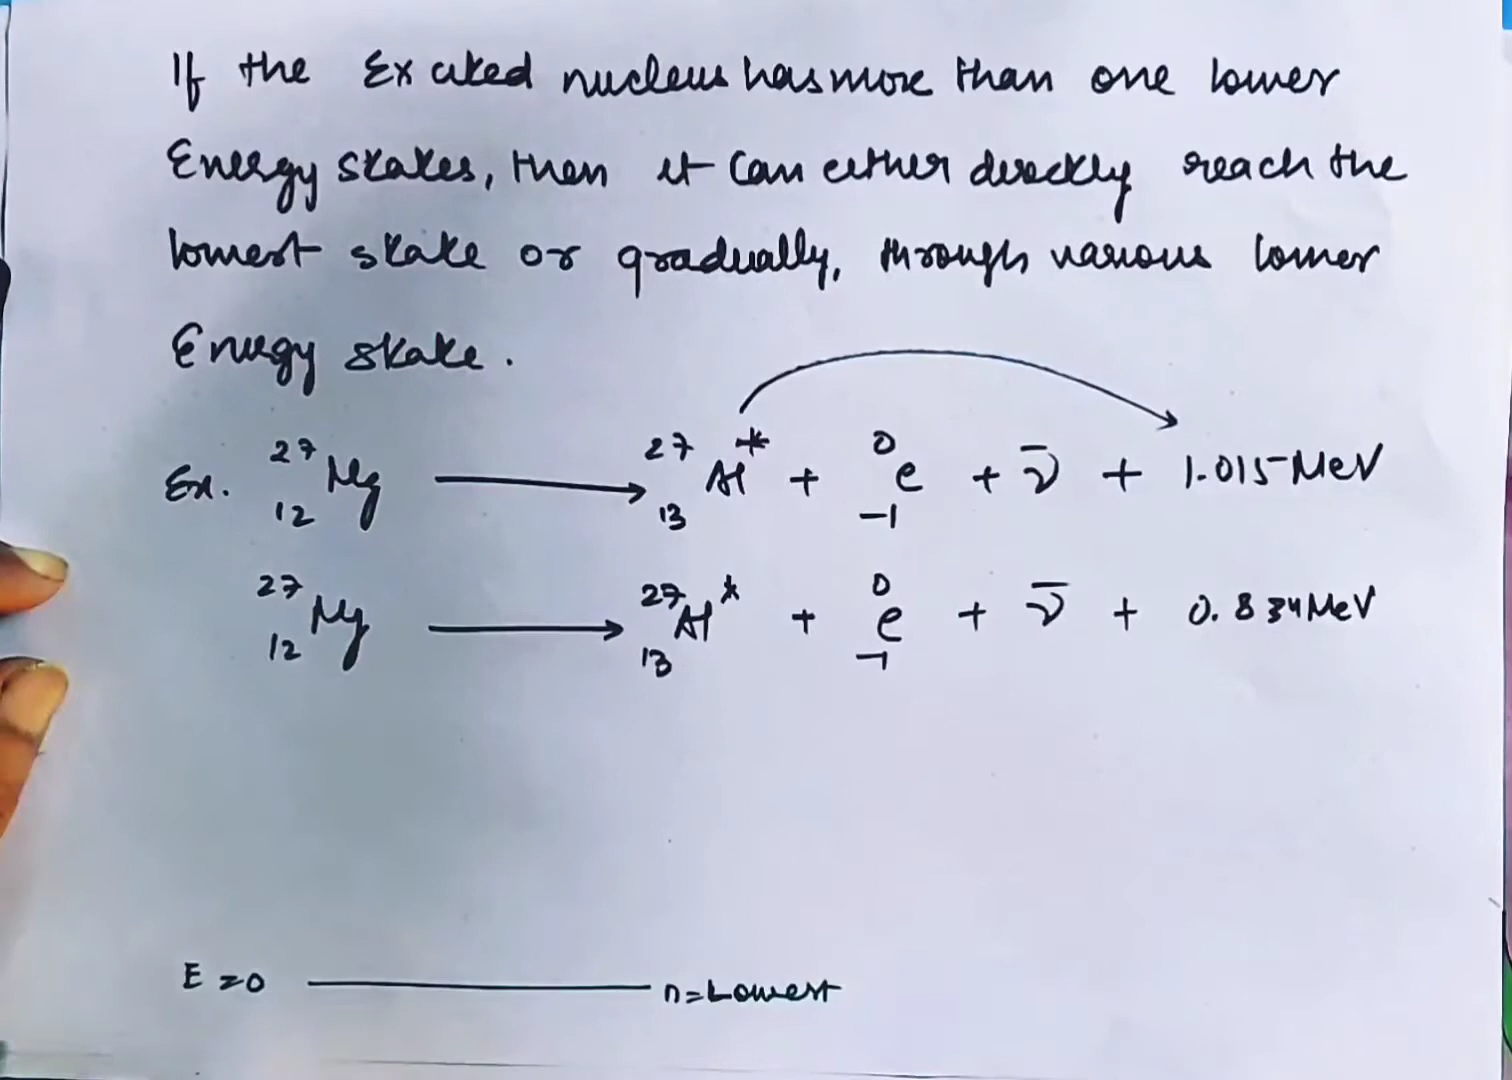 If the Excited nucleus has more than one lower
Energy states, then it can either directly reach the
lowest state or gradually, through various lower
Energy state.
Ex. ²⁷₁₂Mg ⟶ ²⁷₁₃Al* + ⁰₋₁e + ν̄ + 1.015 MeV
²⁷₁₂Mg ⟶ ²⁷₁₃Al* + ⁰₋₁e + ν̄ + 0.834 MeV
E = 0 n = Lowest